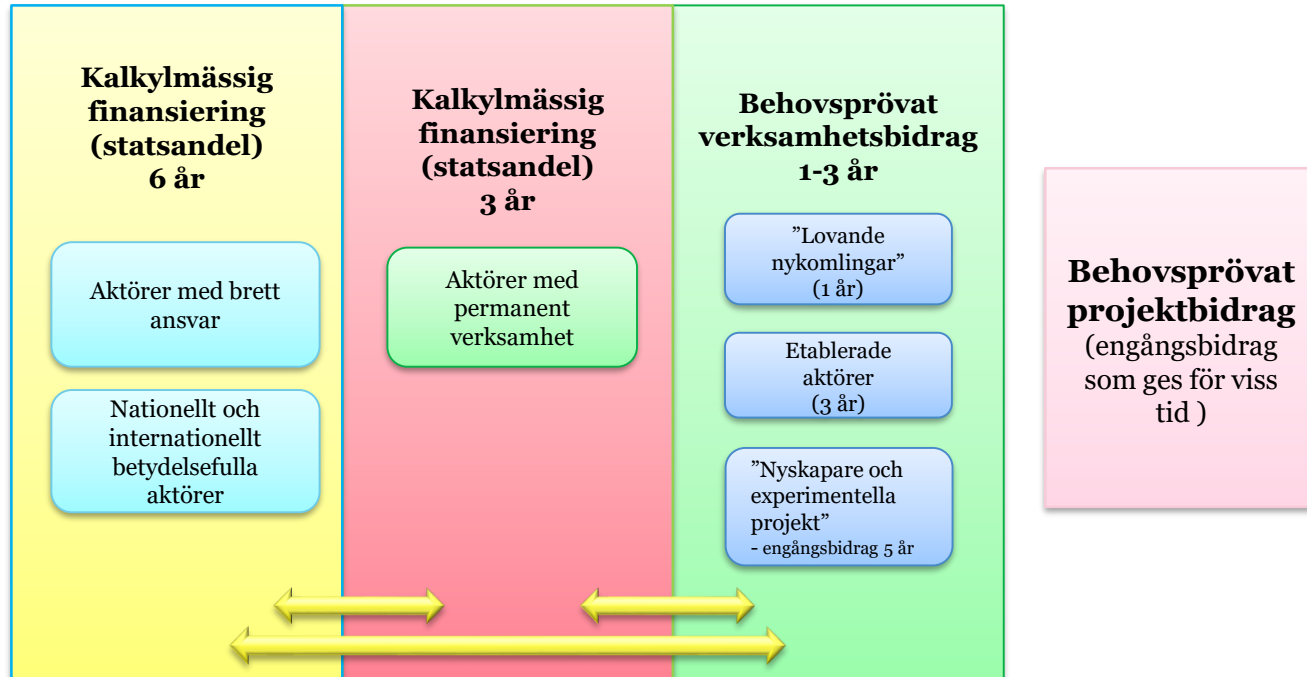 Kalkylmässig
finansiering
(statsandel)
6 år
Aktörer med brett
ansvar
Nationellt och
internationellt
betydelsefulla
aktörer
Kalkylmässig
finansiering
(statsandel)
3 år
Aktörer med
permanent
verksamhet
Behovsprövat
verksamhetsbidrag
1-3 år
”Lovande
nykomlingar”
(1 år)
Etablerade
aktörer
(3 år)
”Nyskapare och
experimentella
projekt”
- engångsbidrag 5 år
Behovsprövat
projektbidrag
(engångsbidrag
som ges för viss
tid )